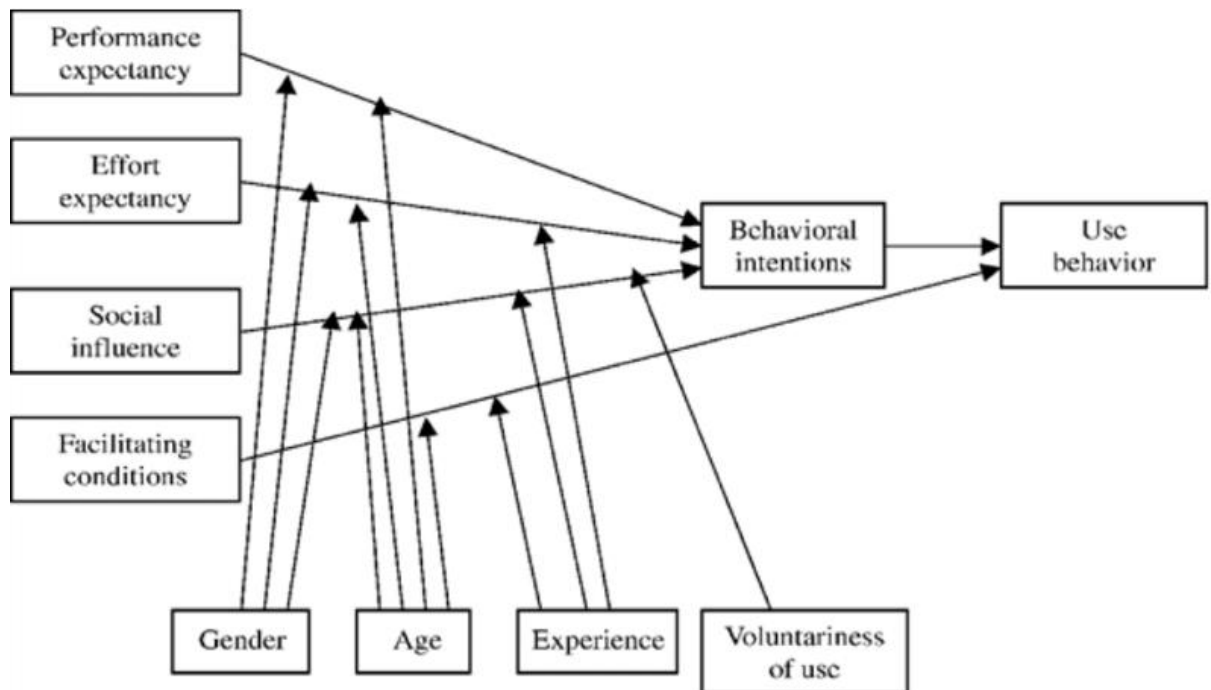 Performance
expectancy
Effort
expectancy
Social
influence
Facilitating
conditions
Behavioral
intentions
Use
behavior
Gender
Age
Experience
Voluntariness
of use